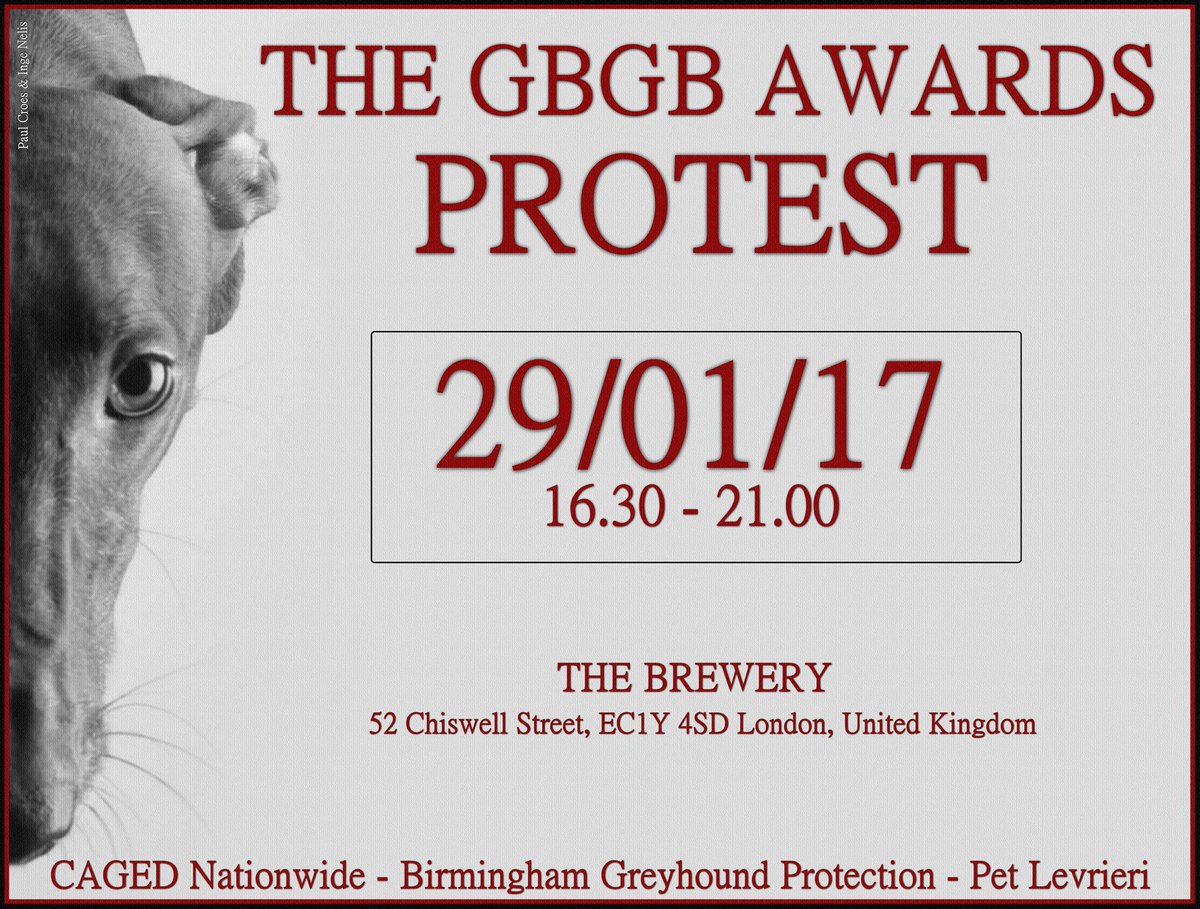 Paul Croes & Inge Nelis
THE GBGB AWARDS
PROTEST
29/01/17
16.30 - 21.00
THE BREWERY
52 Chiswell Street, EC1Y 4SD London, United Kingdom
CAGED Nationwide - Birmingham Greyhound Protection - Pet Levrieri